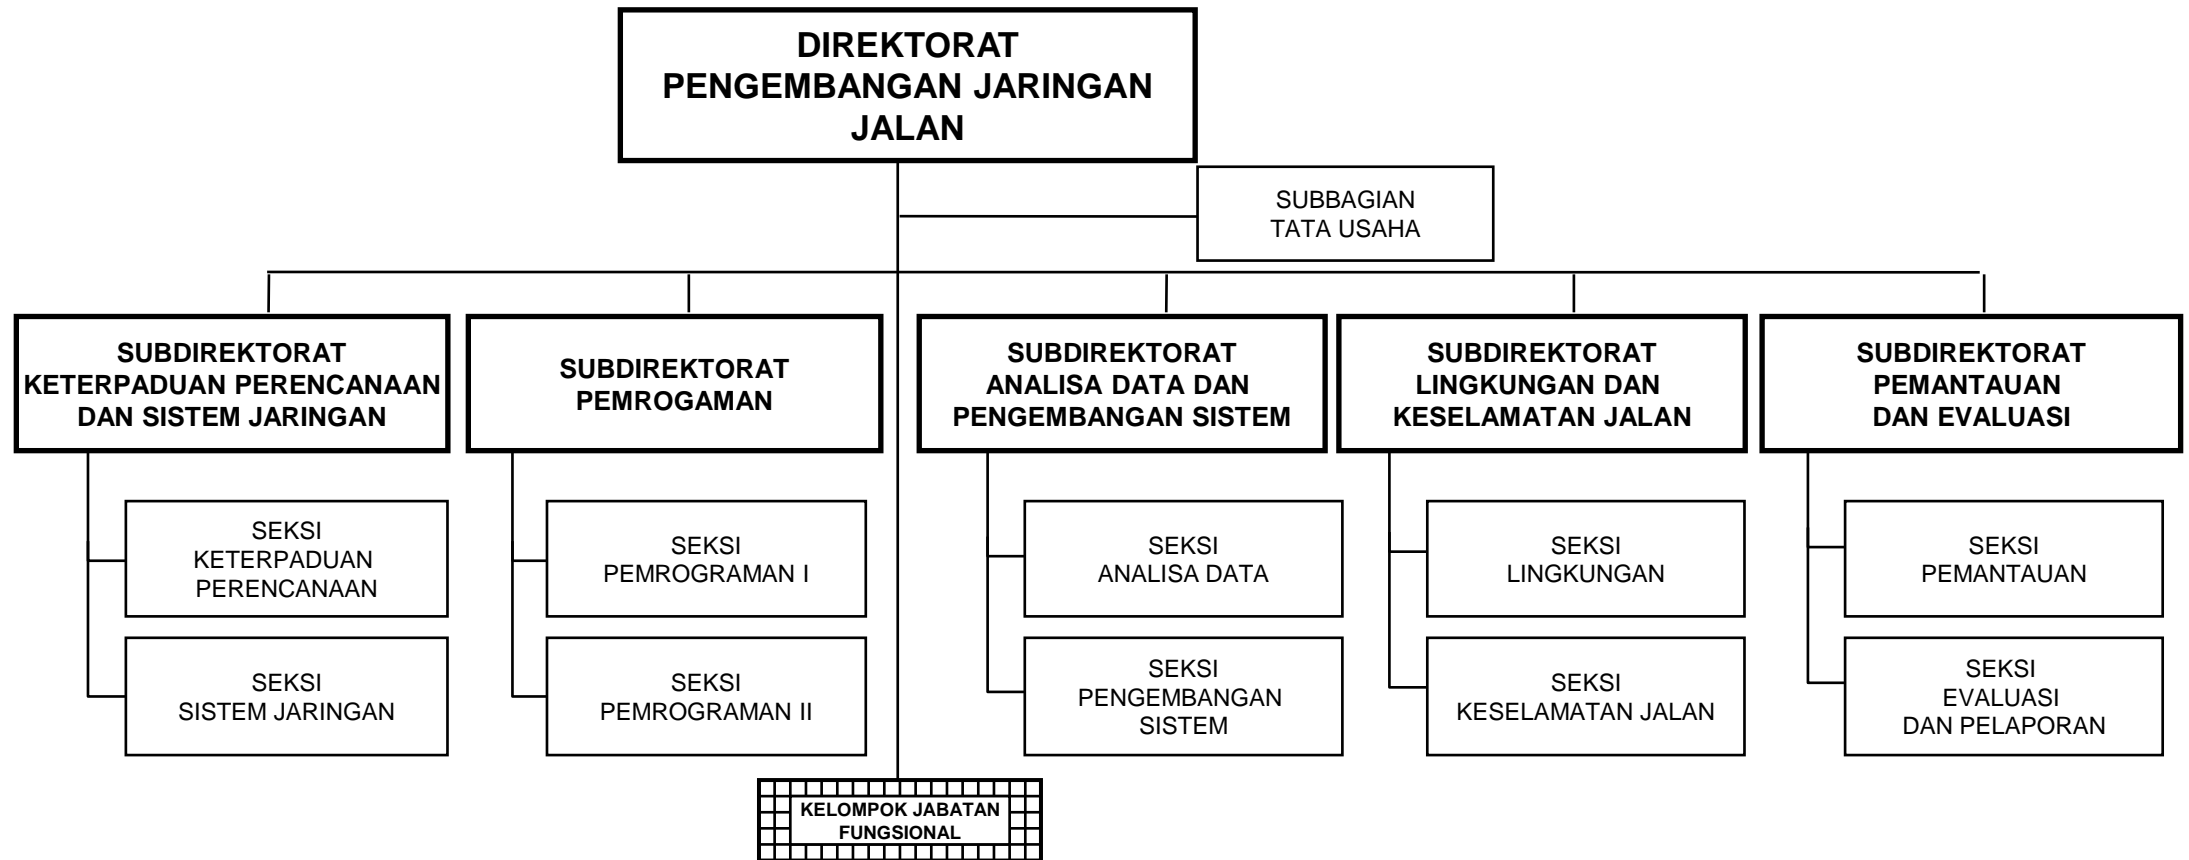 DIREKTORAT
PENGEMBANGAN JARINGAN
JALAN
SUBBAGIAN
TATA USAHA
SUBDIREKTORAT
KETERPADUAN PERENCANAAN
DAN SISTEM JARINGAN
SUBDIREKTORAT
PEMROGAMAN
SUBDIREKTORAT
ANALISA DATA DAN
PENGEMBANGAN SISTEM
SUBDIREKTORAT
LINGKUNGAN DAN
KESELAMATAN JALAN
SUBDIREKTORAT
PEMANTAUAN
DAN EVALUASI
SEKSI
KETERPADUAN
PERENCANAAN
SEKSI
PEMROGRAMAN I
SEKSI
ANALISA DATA
SEKSI
LINGKUNGAN
SEKSI
PEMANTAUAN
SEKSI
SISTEM JARINGAN
SEKSI
PEMROGRAMAN II
SEKSI
PENGEMBANGAN
SISTEM
SEKSI
KESELAMATAN JALAN
SEKSI
EVALUASI
DAN PELAPORAN
KELOMPOK JABATAN
FUNGSIONAL